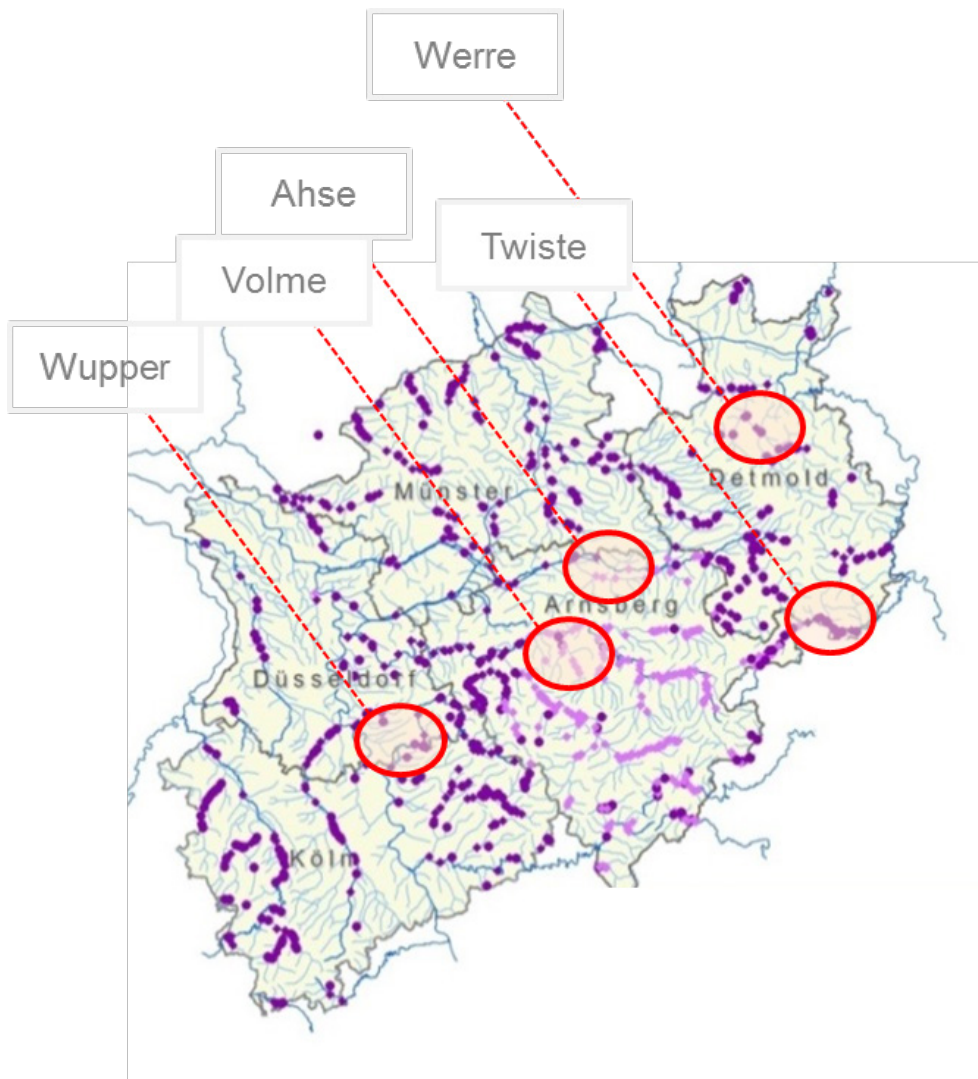 Werre
Ahse
Twiste
Volme
Wupper
Detmold
Münster
Arnsberg
Düsseldorf
Köln